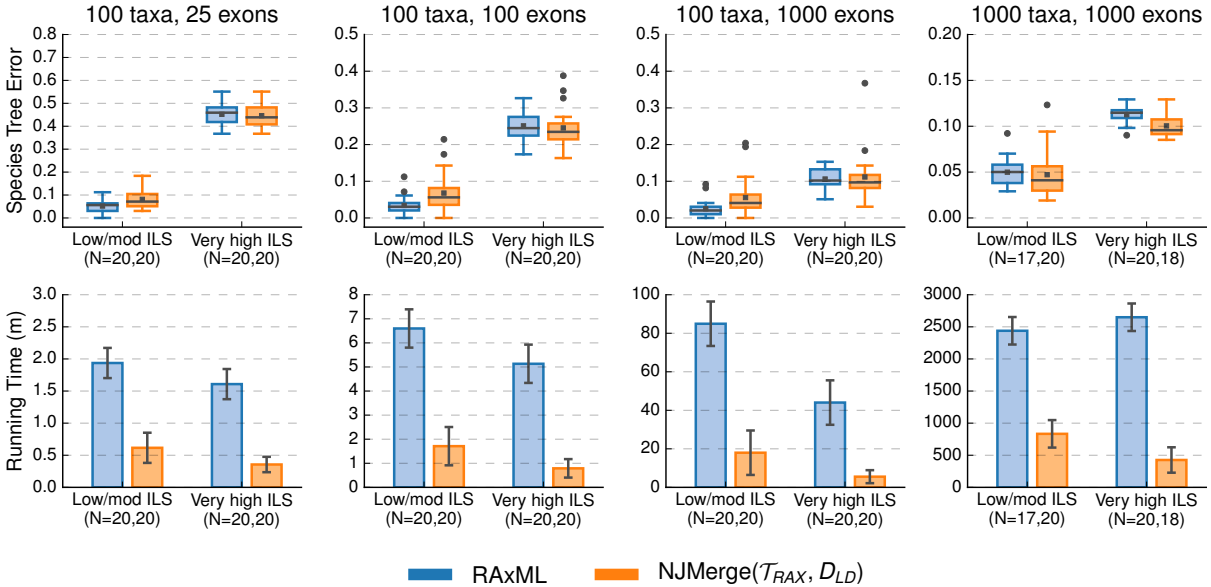 100 taxa, 25 exons
100 taxa, 100 exons
100 taxa, 1000 exons
1000 taxa, 1000 exons
Species Tree Error
0.8
0.7
0.6
0.5
0.4
0.3
0.2
0.1
0.0
Low/mod ILS
(N=20,20)
Very high ILS
(N=20,20)
0.5
0.4
0.3
0.2
0.1
0.0
Low/mod ILS
(N=20,20)
Very high ILS
(N=20,20)
0.5
0.4
0.3
0.2
0.1
0.0
Low/mod ILS
(N=20,20)
Very high ILS
(N=20,20)
0.20
0.15
0.10
0.05
0.00
Low/mod ILS
(N=17,20)
Very high ILS
(N=20,18)
Running Time (m)
3.0
2.5
2.0
1.5
1.0
0.5
0.0
Low/mod ILS
(N=20,20)
Very high ILS
(N=20,20)
8
7
6
5
4
3
2
1
0
Low/mod ILS
(N=20,20)
Very high ILS
(N=20,20)
100
80
60
40
20
0
Low/mod ILS
(N=20,20)
Very high ILS
(N=20,20)
3000
2500
2000
1500
1000
500
0
Low/mod ILS
(N=17,20)
Very high ILS
(N=20,18)
RAxML
NJMerge(𝒯_RAX, D_LD)